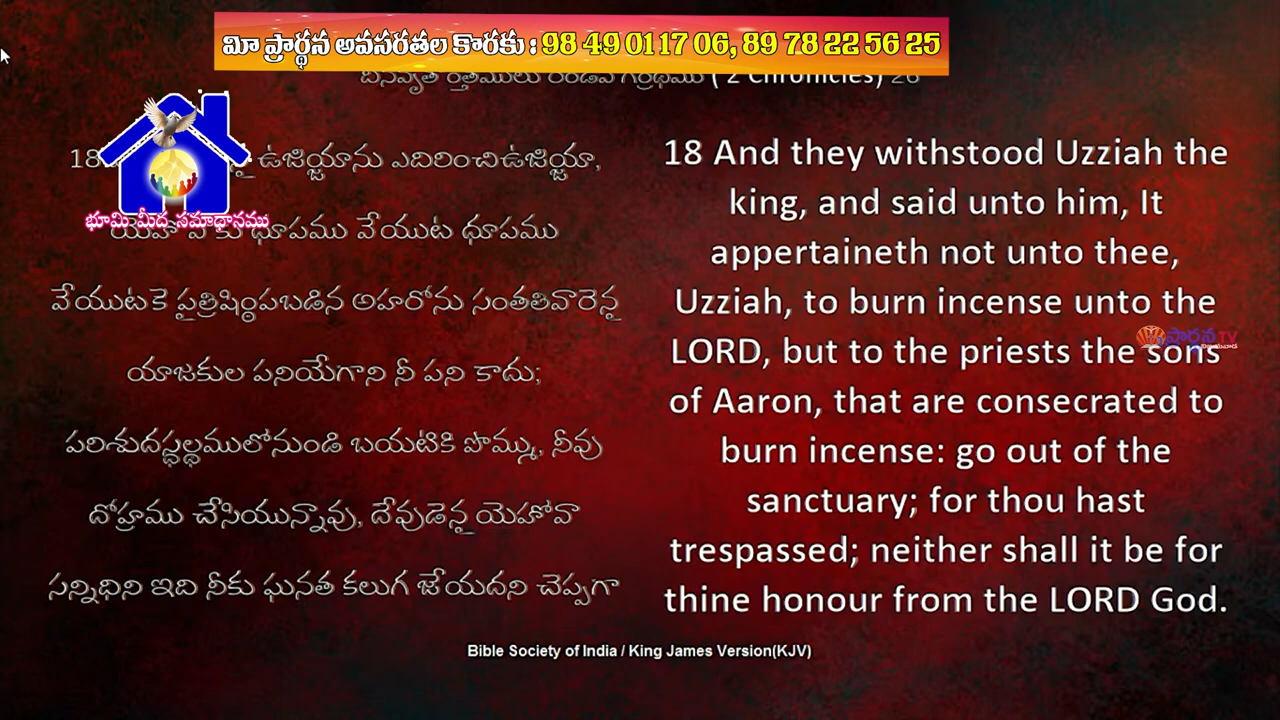 మీ ప్రార్థన అవసరతల కొరకు : 98 49 01 17 06, 89 78 22 56 25
( 2 Chronicles) 26
18 ఉజ్జియాను ఎదిరించిఉజ్జియా,
భూమి మీద సమాధానము
ధూపము వేయుట ధూపము
వేయుటకై ప్రతిష్ఠింపబడిన అహరోను సంతతివారైన
యాజకుల పనియేగాని నీ పని కాదు;
పరిశుద్ధస్థలములోనుండి బయటికి పొమ్ము, నీవు
ద్రోహము చేసియున్నావు, దేవుడైన యెహోవా
సన్నిధిని ఇది నీకు ఘనత కలుగ జేయదని చెప్పగా
18 And they withstood Uzziah the
king, and said unto him, It
appertaineth not unto thee,
Uzziah, to burn incense unto the
LORD, but to the priests the sons
of Aaron, that are consecrated to
burn incense: go out of the
sanctuary; for thou hast
trespassed; neither shall it be for
thine honour from the LORD God.
ప్రార్థన TV
Bible Society of India / King James Version(KJV)